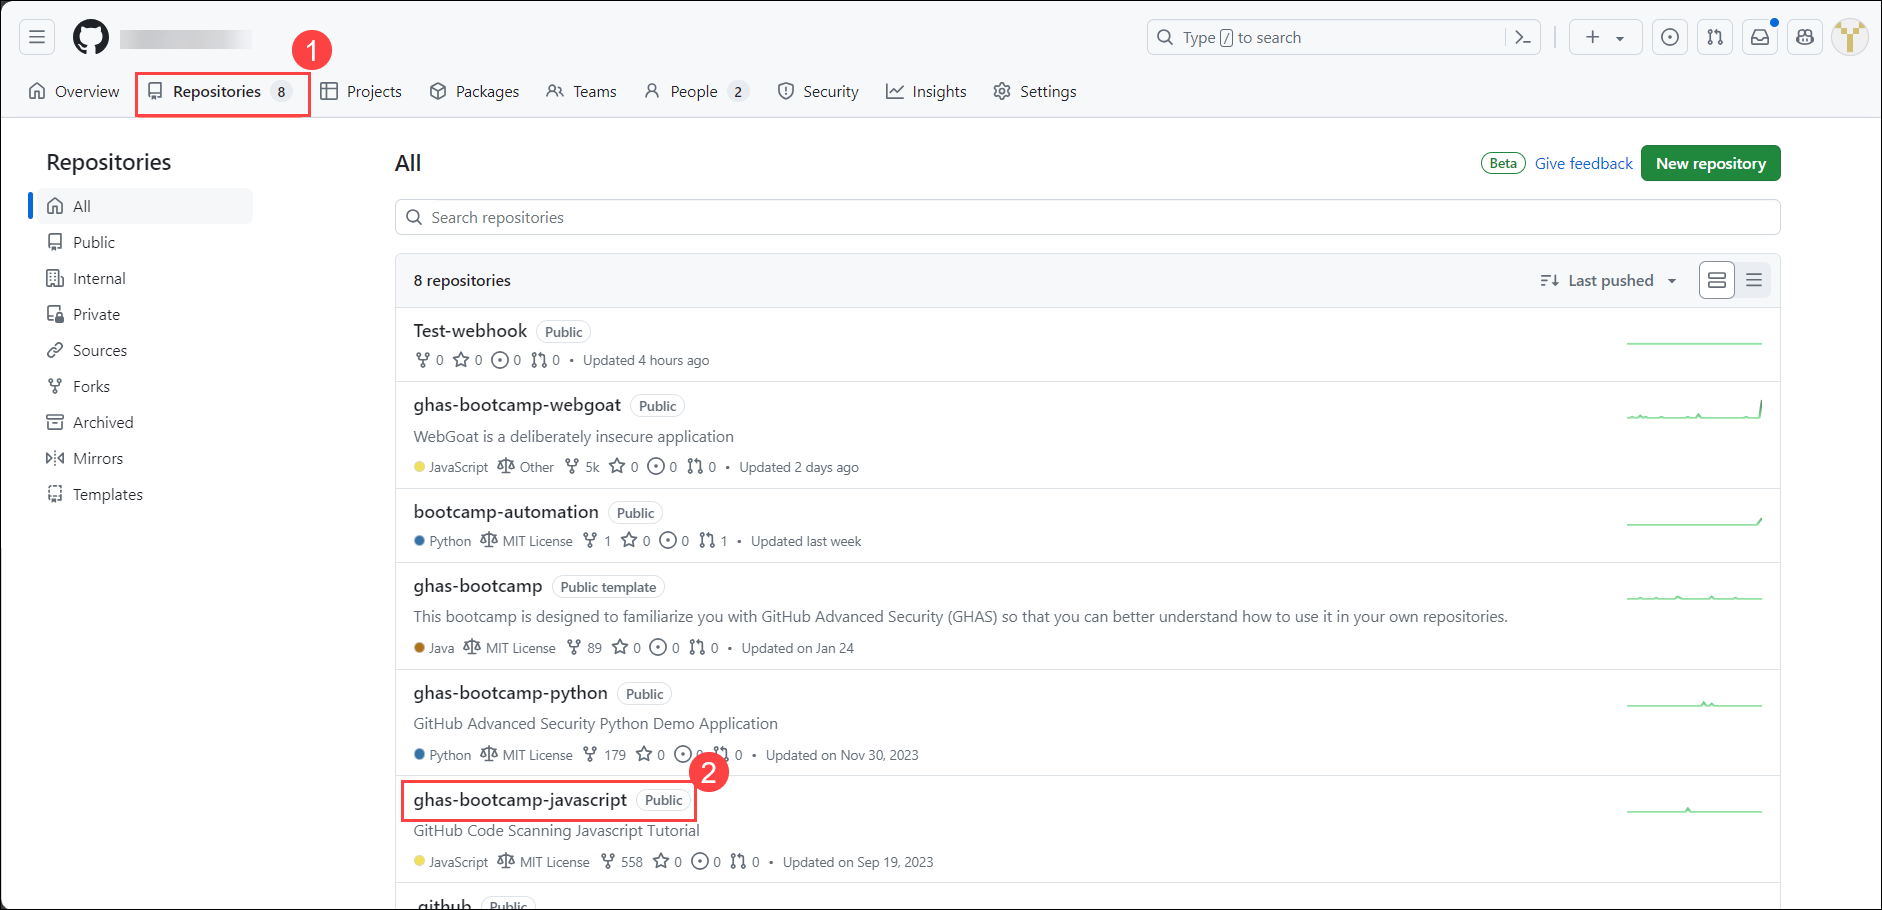 Type / to search
1
Overview Repositories 8 Projects Packages Teams People 2 Security Insights Settings
Repositories
All
Public
Internal
Private
Sources
Forks
Archived
Mirrors
Templates
All
Beta Give feedback New repository
Search repositories
8 repositories Last pushed
Test-webhook Public
0 0 0 0 • Updated 4 hours ago
ghas-bootcamp-webgoat Public
WebGoat is a deliberately insecure application
JavaScript Other 5k 0 0 0 • Updated 2 days ago
bootcamp-automation Public
Python MIT License 1 0 0 1 • Updated last week
ghas-bootcamp Public template
This bootcamp is designed to familiarize you with GitHub Advanced Security (GHAS) so that you can better understand how to use it in your own repositories.
Java MIT License 89 0 0 0 • Updated on Jan 24
ghas-bootcamp-python Public
GitHub Advanced Security Python Demo Application
Python MIT License 179 0 0 0 • Updated on Nov 30, 2023
2
ghas-bootcamp-javascript Public
GitHub Code Scanning Javascript Tutorial
JavaScript MIT License 558 0 0 0 • Updated on Sep 19, 2023
.github Public